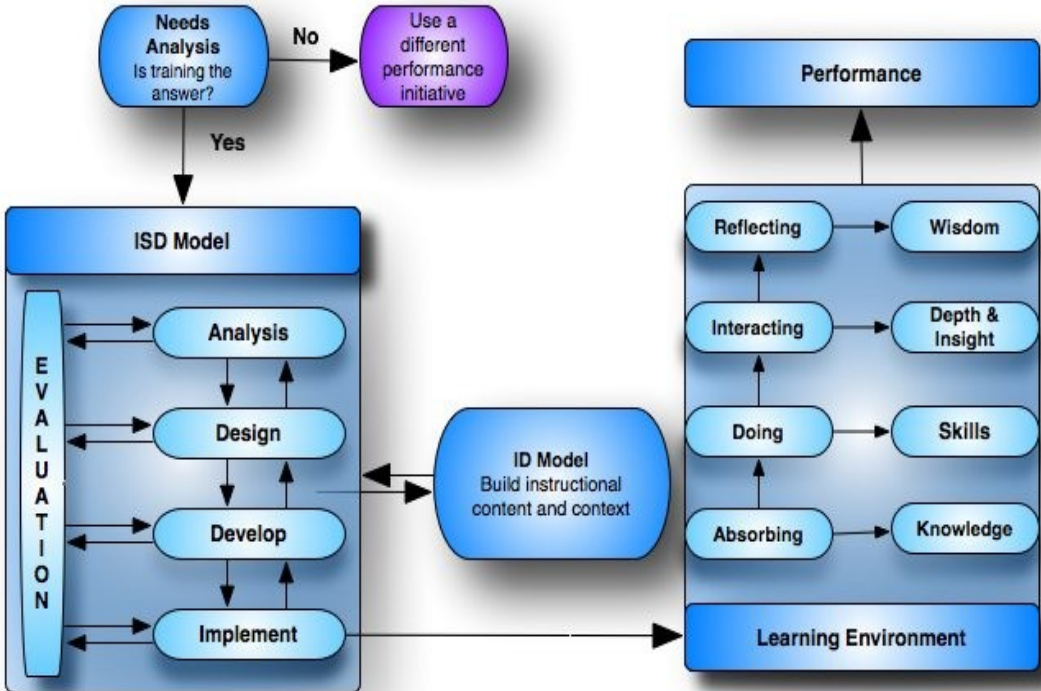 Needs
Analysis
Is training the
answer?
No
Use a
different
performance
initiative
Yes
Performance
ISD Model
EVALUATION
Analysis
Design
Develop
Implement
ID Model
Build instructional
content and context
Reflecting
Wisdom
Interacting
Depth &
Insight
Doing
Skills
Absorbing
Knowledge
Learning Environment